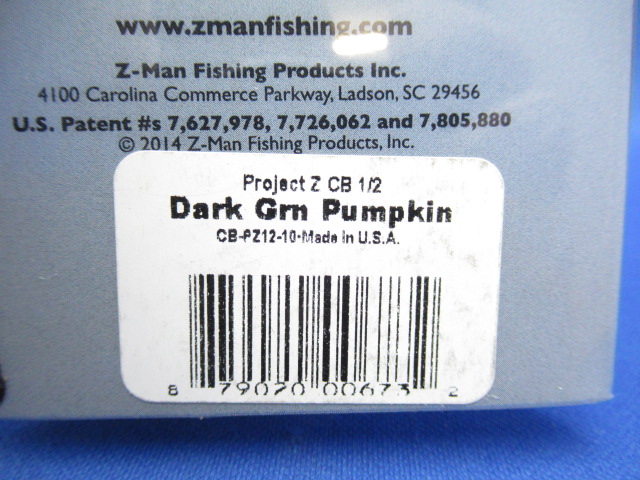 www.zmanfishing.com
Z-Man Fishing Products Inc.
4100 Carolina Commerce Parkway, Ladson, SC 29456
U.S. Patent #s 7,627,978, 7,726,062 and 7,805,880
© 2014 Z-Man Fishing Products, Inc.
Project Z CB 1/2
Dark Grn Pumpkin
CB-PZ12-10•Made in U.S.A.
8 79020 00673 2